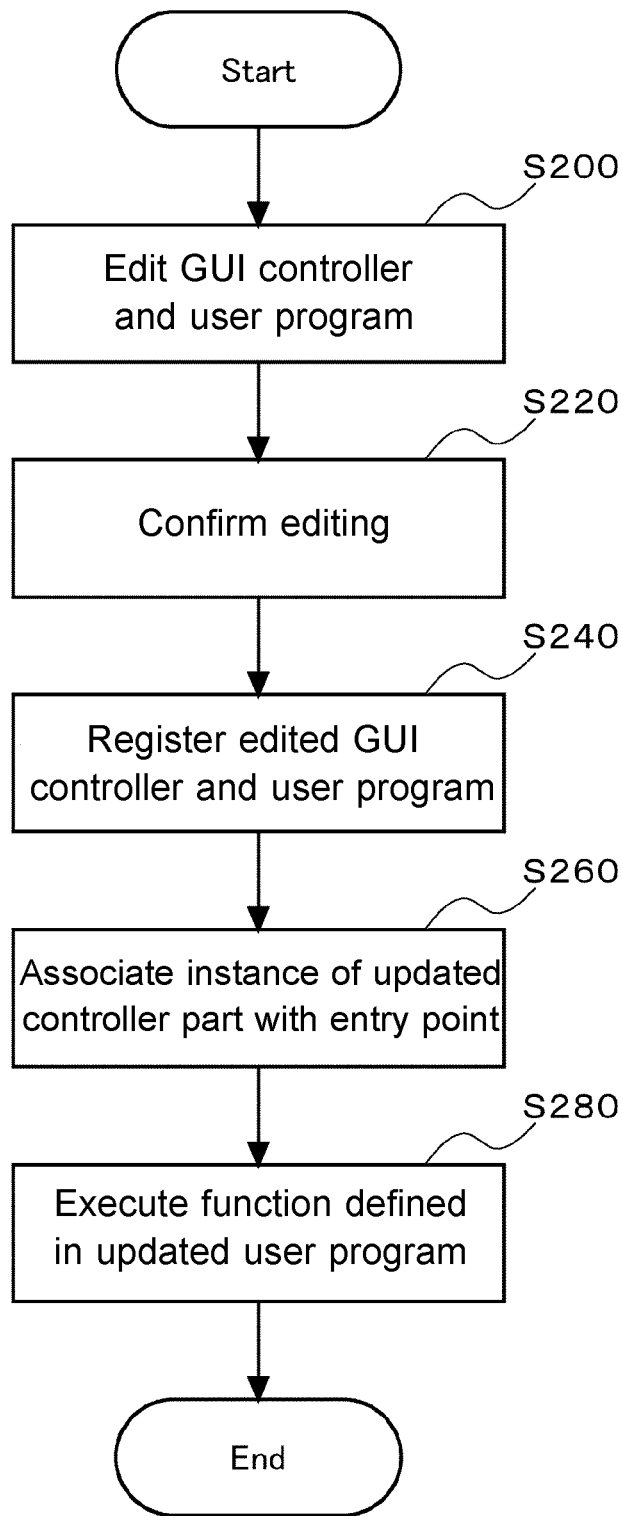 Start
S200
Edit GUI controller
and user program
S220
Confirm editing
S240
Register edited GUI
controller and user program
S260
Associate instance of updated
controller part with entry point
S280
Execute function defined
in updated user program
End